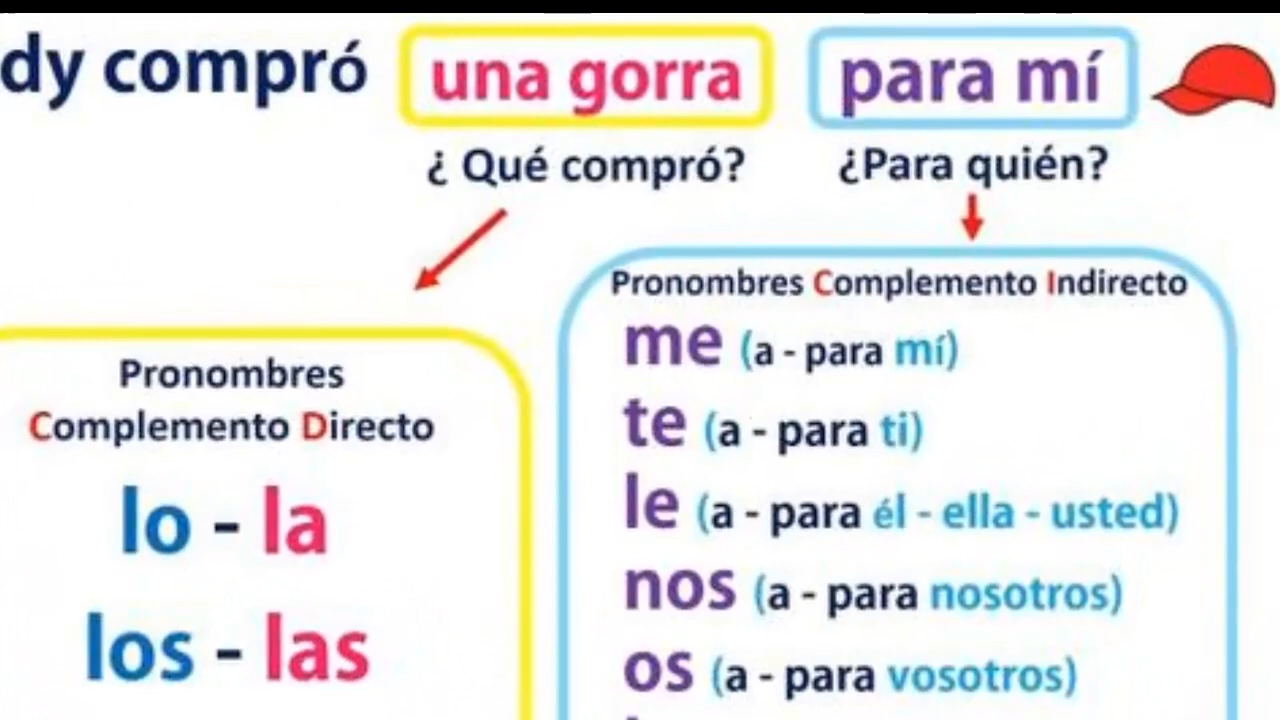 dy compró una gorra para mí
¿ Qué compró? ¿Para quién?
Pronombres Complemento Directo
lo - la
los - las
Pronombres Complemento Indirecto
me (a - para mí)
te (a - para ti)
le (a - para él - ella - usted)
nos (a - para nosotros)
os (a - para vosotros)